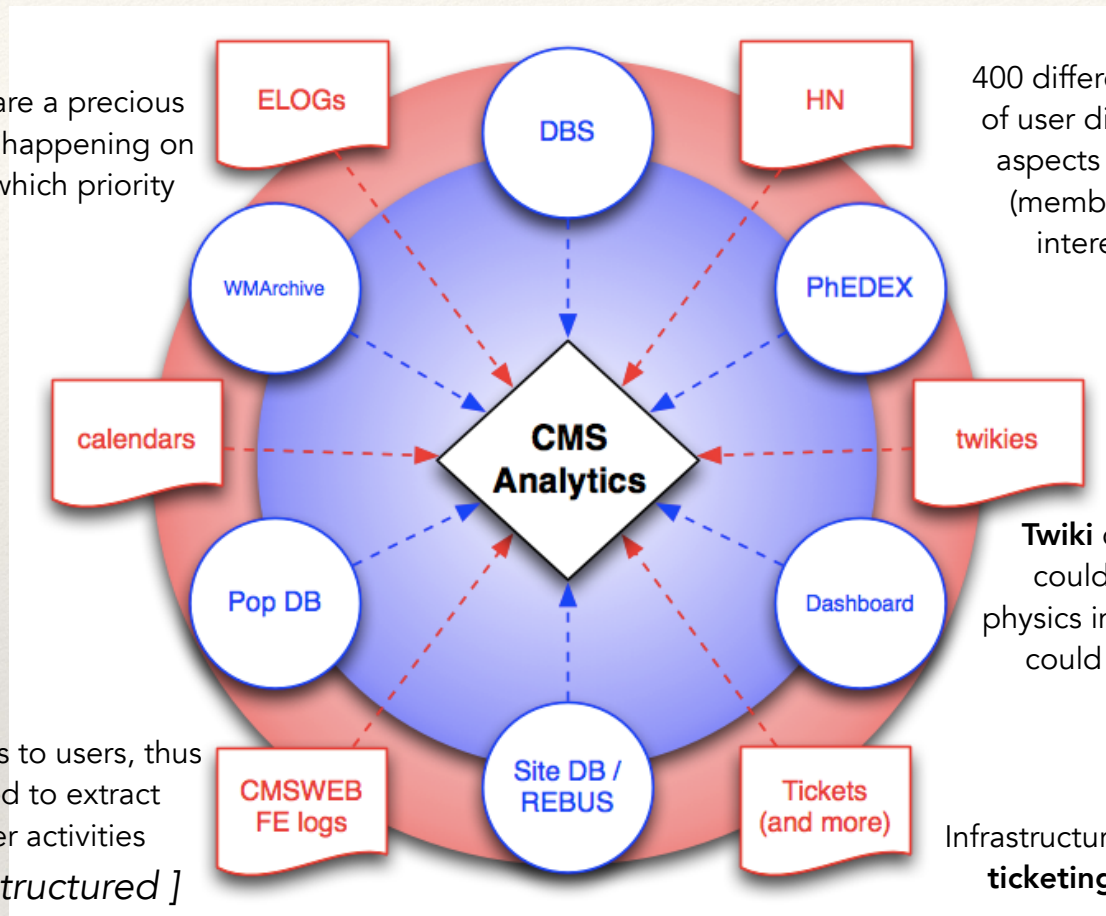 are a precious
happening on
which priority
ELOGs
DBS
HN
400 differe
of user di
aspects
(memb
intere
WMArchive
PhEDEX
calendars
CMS
Analytics
twikies
Pop DB
Dashboard
Twiki
could
physics in
could
s to users, thus
d to extract
er activities
tructured ]
CMSWEB
FE logs
Site DB /
REBUS
Tickets
(and more)
Infrastructur
ticketing